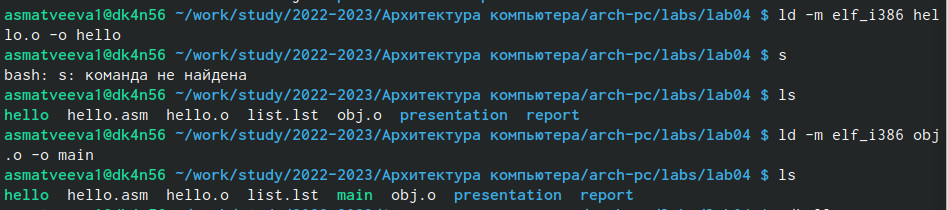 asmatveeva1@dk4n56 ~/work/study/2022-2023/Архитектура компьютера/arch-pc/labs/lab04 $ ld -m elf_i386 hel
lo.o -o hello
asmatveeva1@dk4n56 ~/work/study/2022-2023/Архитектура компьютера/arch-pc/labs/lab04 $ s
bash: s: команда не найдена
asmatveeva1@dk4n56 ~/work/study/2022-2023/Архитектура компьютера/arch-pc/labs/lab04 $ ls
hello  hello.asm  hello.o  list.lst  obj.o  presentation  report
asmatveeva1@dk4n56 ~/work/study/2022-2023/Архитектура компьютера/arch-pc/labs/lab04 $ ld -m elf_i386 obj
.o -o main
asmatveeva1@dk4n56 ~/work/study/2022-2023/Архитектура компьютера/arch-pc/labs/lab04 $ ls
hello  hello.asm  hello.o  list.lst  main  obj.o  presentation  report